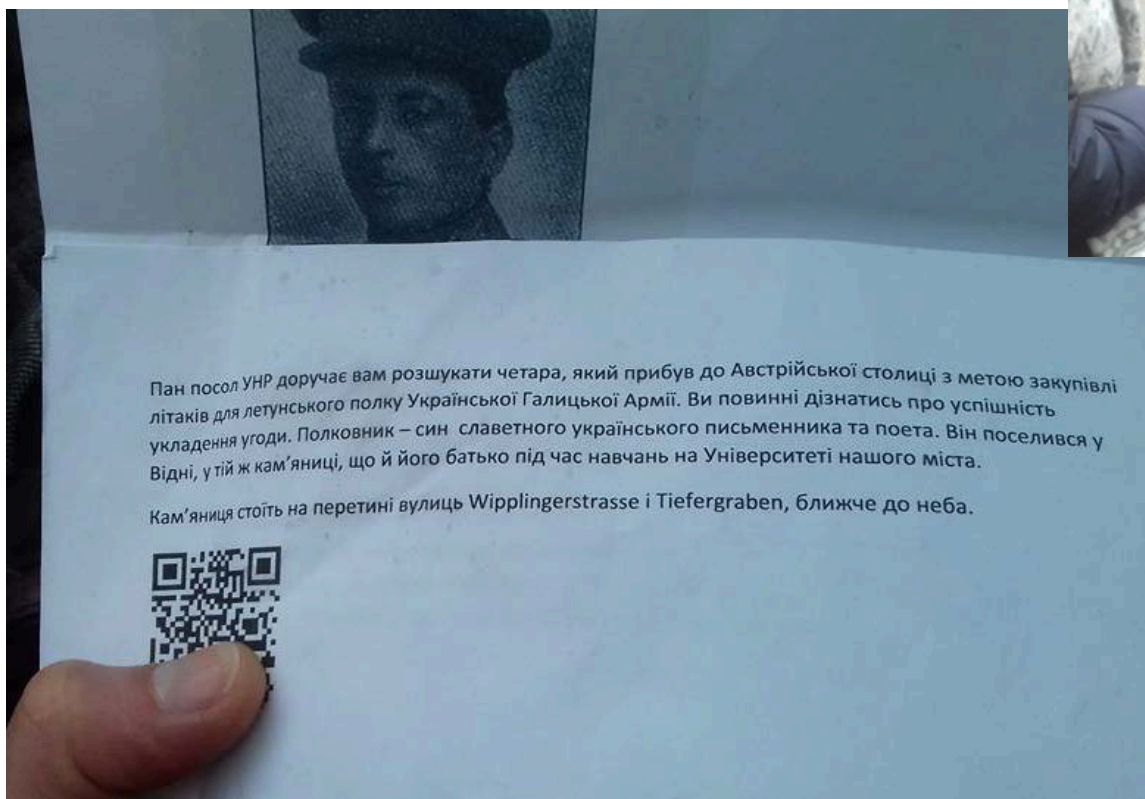 Пан посол УНР доручає вам розшукати четара, який прибув до Австрійської столиці з метою закупівлі
літаків для летунського полку Української Галицької Армії. Ви повинні дізнатись про успішність
укладення угоди. Полковник – син славетного українського письменника та поета. Він поселився у
Відні, у тій ж кам’яниці, що й його батько під час навчань на Університеті нашого міста.
Кам’яниця стоїть на перетині вулиць Wipplingerstrasse і Tiefergraben, ближче до неба.